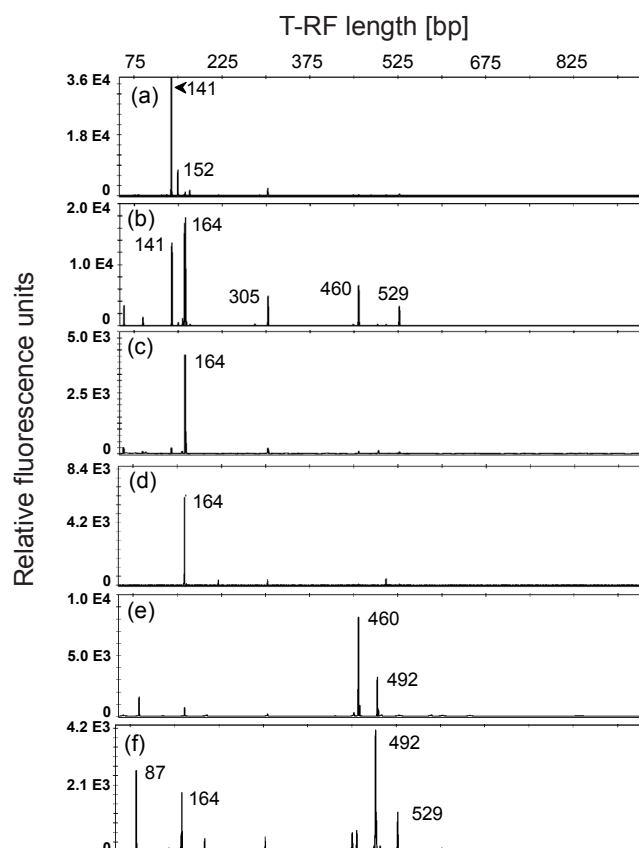 T-RF length [bp]
75 225 375 525 675 825
Relative fluorescence units
3.6 E4
(a)
141
1.8 E4
152
0
2.0 E4
(b)
164
141
1.0 E4
305
460
529
0
5.0 E3
(c)
164
2.5 E3
0
8.4 E3
(d)
164
4.2 E3
0
1.0 E4
(e)
460
5.0 E3
492
0
4.2 E3
(f)
492
87
2.1 E3
164
529
0